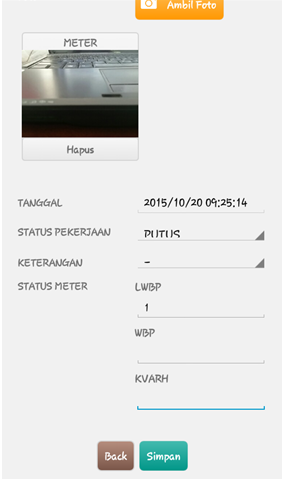 Ambil Foto
METER
Hapus
TANGGAL 2015/10/20 09:25:14
STATUS PEKERJAAN PUTUS
KETERANGAN -
STATUS METER LWBP
1
WBP
KVARH
Back Simpan